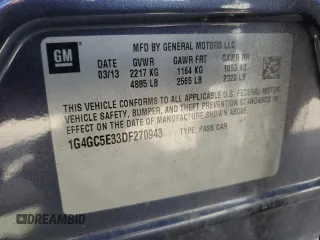 GM
MFD BY GENERAL MOTORS LLC
DATE GVWR GAWR FRT GAWR RR
03/13 2217 KG 1164 KG 1053 KG
4885 LB 2565 LB 2320 LB
THIS VEHICLE CONFORMS TO ALL APPLICABLE U.S. FEDERAL MOTOR
VEHICLE SAFETY, BUMPER, AND THEFT PREVENTION STANDARDS
IN EFFECT ON THE DATE OF MANUFACTURE SHOWN ABOVE.
1G4GC5E33DF270943 TYPE: PASS CAR
DREAMBID